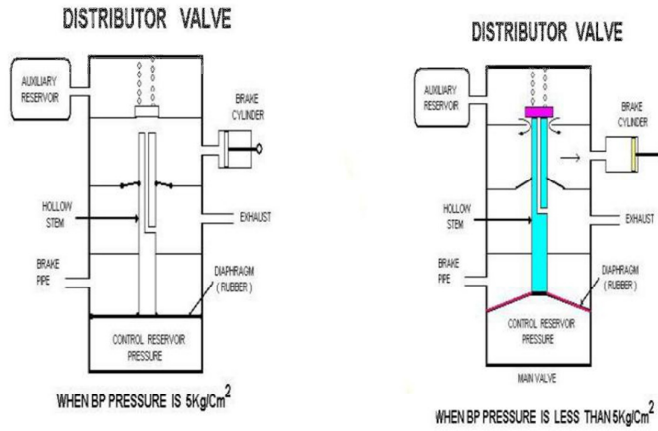 DISTRIBUTOR VALVE
AUXILIARY
RESERVOIR
BRAKE
CYLINDER
HOLLOW
STEM
EXHAUST
BRAKE
PIPE
DIAPHRAGM
( RUBBER )
CONTROL RESERVOIR
PRESSURE
WHEN BP PRESSURE IS 5Kg/Cm²
DISTRIBUTOR VALVE
AUXILIARY
RESERVOIR
BRAKE
CYLINDER
HOLLOW
STEM
EXHAUST
BRAKE
PIPE
DIAPHRAGM
( RUBBER )
CONTROL RESERVOIR
PRESSURE
MAIN VALVE
WHEN BP PRESSURE IS LESS THAN 5Kg/Cm²